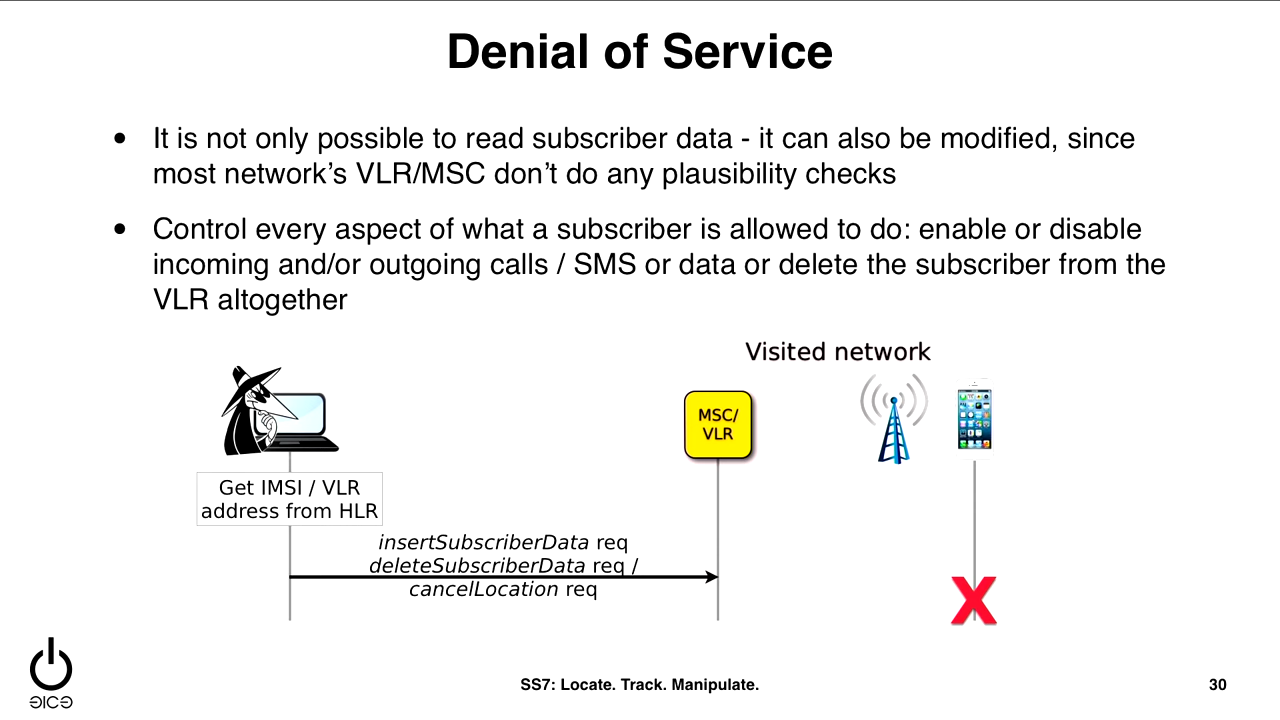 Denial of Service
• It is not only possible to read subscriber data - it can also be modified, since
most network’s VLR/MSC don’t do any plausibility checks
• Control every aspect of what a subscriber is allowed to do: enable or disable
incoming and/or outgoing calls / SMS or data or delete the subscriber from the
VLR altogether
Visited network
MSC/
VLR
Get IMSI / VLR
address from HLR
insertSubscriberData req
deleteSubscriberData req /
cancelLocation req
X
SS7: Locate. Track. Manipulate.
30